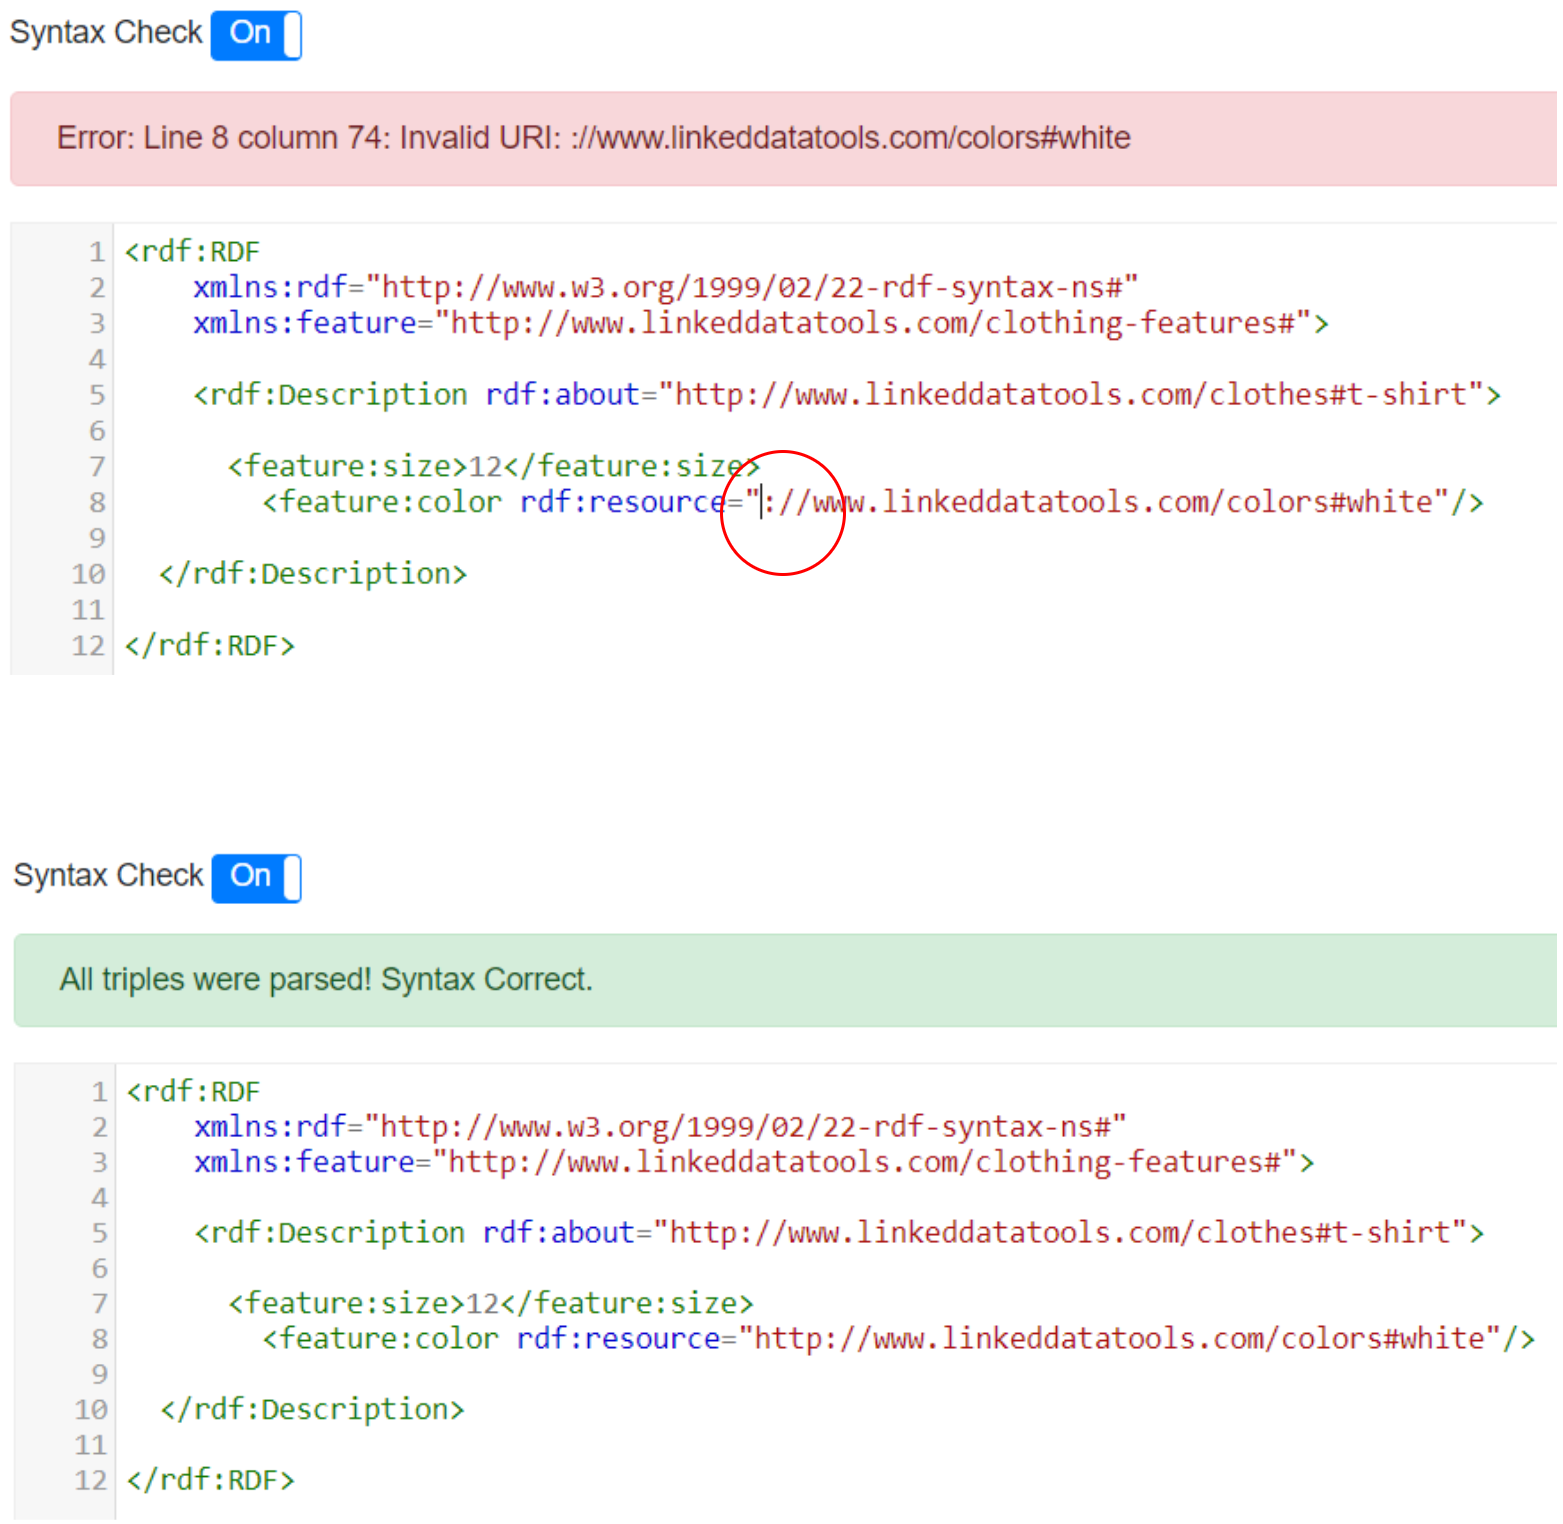 Syntax Check On
Error: Line 8 column 74: Invalid URI: ://www.linkeddatatools.com/colors#white
1 <rdf:RDF
2     xmlns:rdf="http://www.w3.org/1999/02/22-rdf-syntax-ns#"
3     xmlns:feature="http://www.linkeddatatools.com/clothing-features#">
4
5     <rdf:Description rdf:about="http://www.linkeddatatools.com/clothes#t-shirt">
6
7       <feature:size>12</feature:size>
8         <feature:color rdf:resource="://www.linkeddatatools.com/colors#white"/>
9
10   </rdf:Description>
11
12 </rdf:RDF>
Syntax Check On
All triples were parsed! Syntax Correct.
1 <rdf:RDF
2     xmlns:rdf="http://www.w3.org/1999/02/22-rdf-syntax-ns#"
3     xmlns:feature="http://www.linkeddatatools.com/clothing-features#">
4
5     <rdf:Description rdf:about="http://www.linkeddatatools.com/clothes#t-shirt">
6
7       <feature:size>12</feature:size>
8         <feature:color rdf:resource="http://www.linkeddatatools.com/colors#white"/>
9
10   </rdf:Description>
11
12 </rdf:RDF>